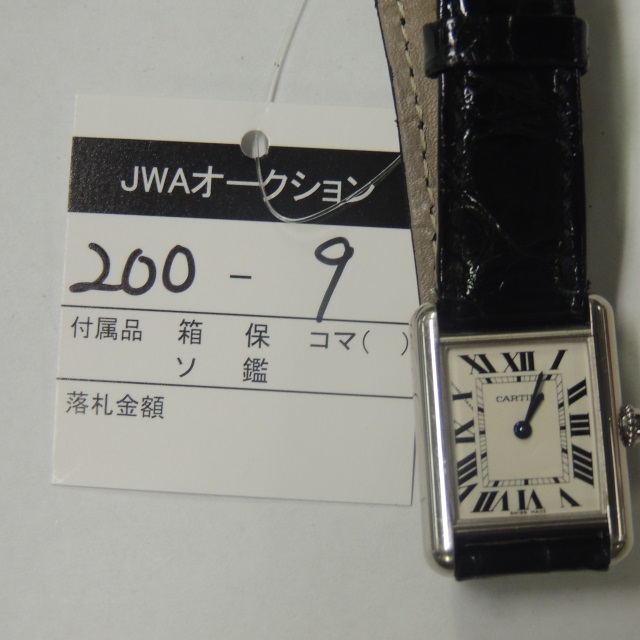 JWAオークション
200 - 9
付属品 箱 保 コマ( )
ソ 鑑
落札金額
XII
CARTIER